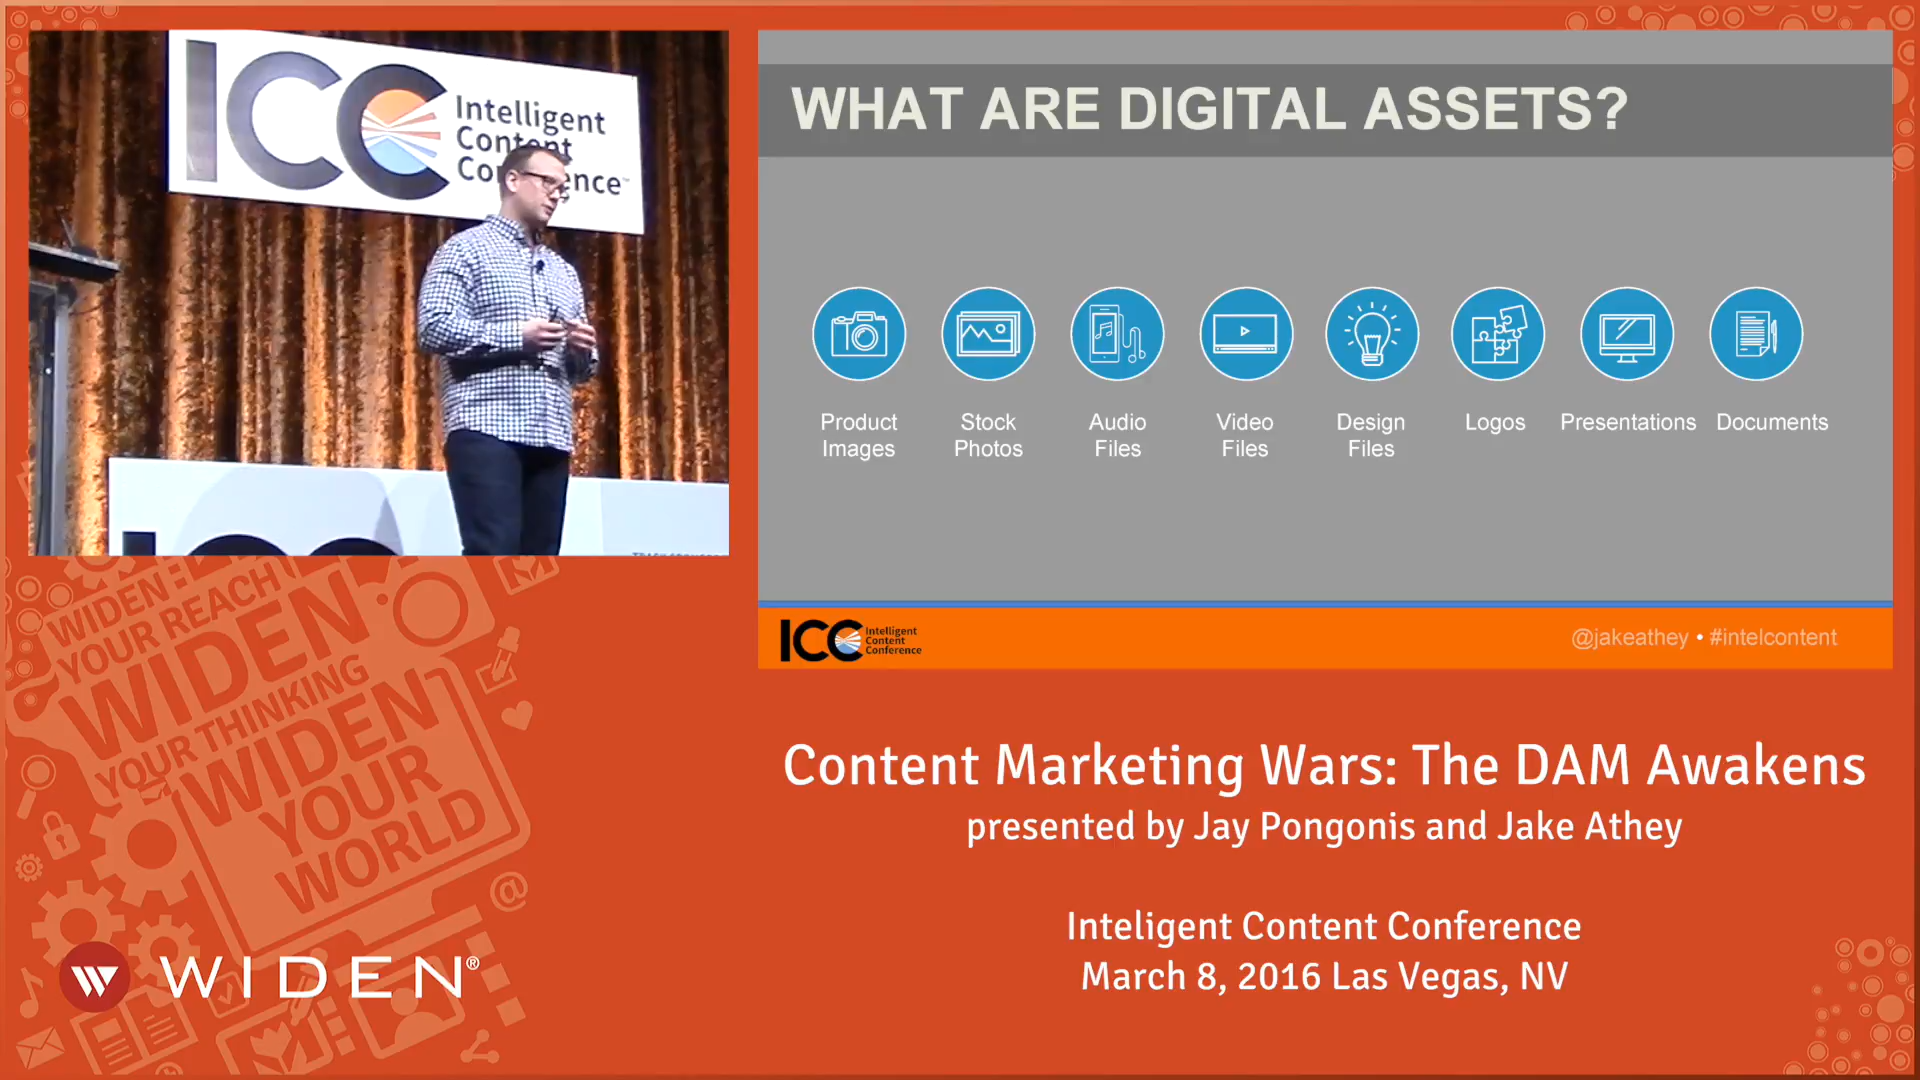 ICC
Intelligent
Content
Conference
ICC
WHAT ARE DIGITAL ASSETS?
Product
Images
Stock
Photos
Audio
Files
Video
Files
Design
Files
Logos
Presentations
Documents
ICC
Intelligent
Content
Conference
@jakeathey • #intelcontent
Content Marketing Wars: The DAM Awakens
presented by Jay Pongonis and Jake Athey
Inteligent Content Conference
March 8, 2016 Las Vegas, NV
WIDEN
YOUR REACH
WIDEN
YOUR THINKING
WIDEN
YOUR
WORLD
@
W WIDEN®